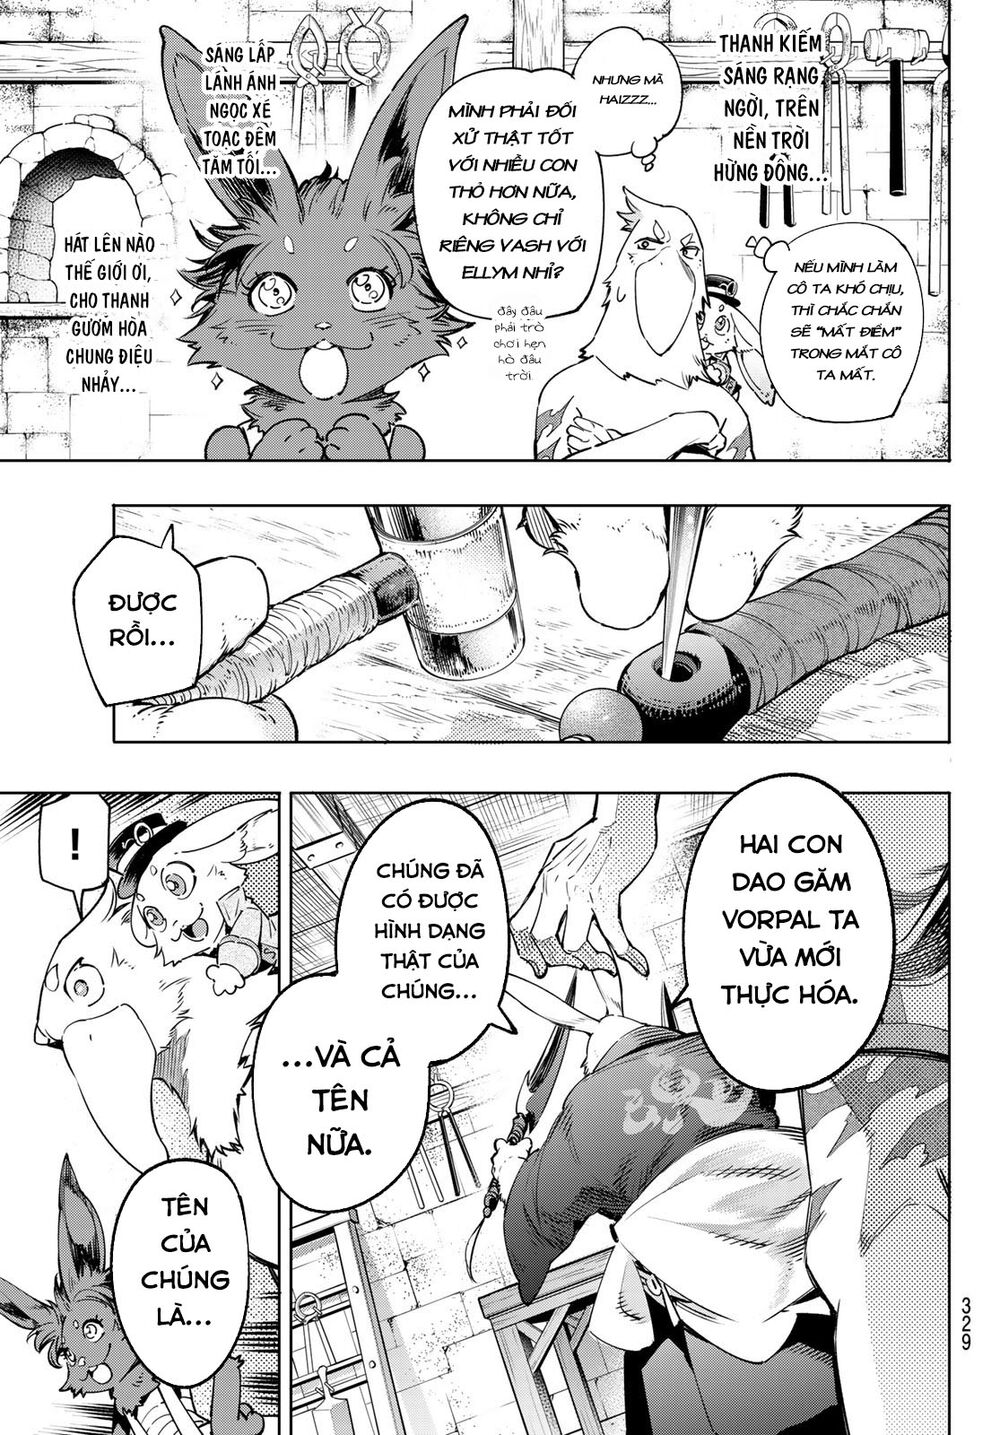 THANH KIẾM
SÁNG RẠNG
NGỜI, TRÊN
NỀN TRỜI
HỪNG ĐÔNG...
NHƯNG MÀ
HAIZZZ...
MÌNH PHẢI ĐỐI
XỬ THẬT TỐT
VỚI NHIỀU CON
THỎ HƠN NỮA,
KHÔNG CHỈ
RIÊNG VASH VỚI
ELLYM NHỈ?
NẾU MÌNH LÀM
CÔ TA KHÓ CHỊU,
THÌ CHẮC CHẮN
SẼ “MẤT ĐIỂM”
TRONG MẮT CÔ
TA MẤT.
đây đâu
phải trò
chơi hẹn
hò đâu
trời
SÁNG LẤP
LÁNH ÁNH
NGỌC XÉ
TOẠC ĐÊM
TĂM TỐI...
HÁT LÊN NÀO
THẾ GIỚI ƠI,
CHO THANH
GƯƠM HÒA
CHUNG ĐIỆU
NHẢY...
ĐƯỢC
RỒI...
HAI CON
DAO GĂM
VORPAL TA
VỪA MỚI
THỰC HÓA.
CHÚNG ĐÃ
CÓ ĐƯỢC
HÌNH DẠNG
THẬT CỦA
CHÚNG...
...VÀ CẢ
TÊN
NỮA.
!
TÊN
CỦA
CHÚNG
LÀ...
329